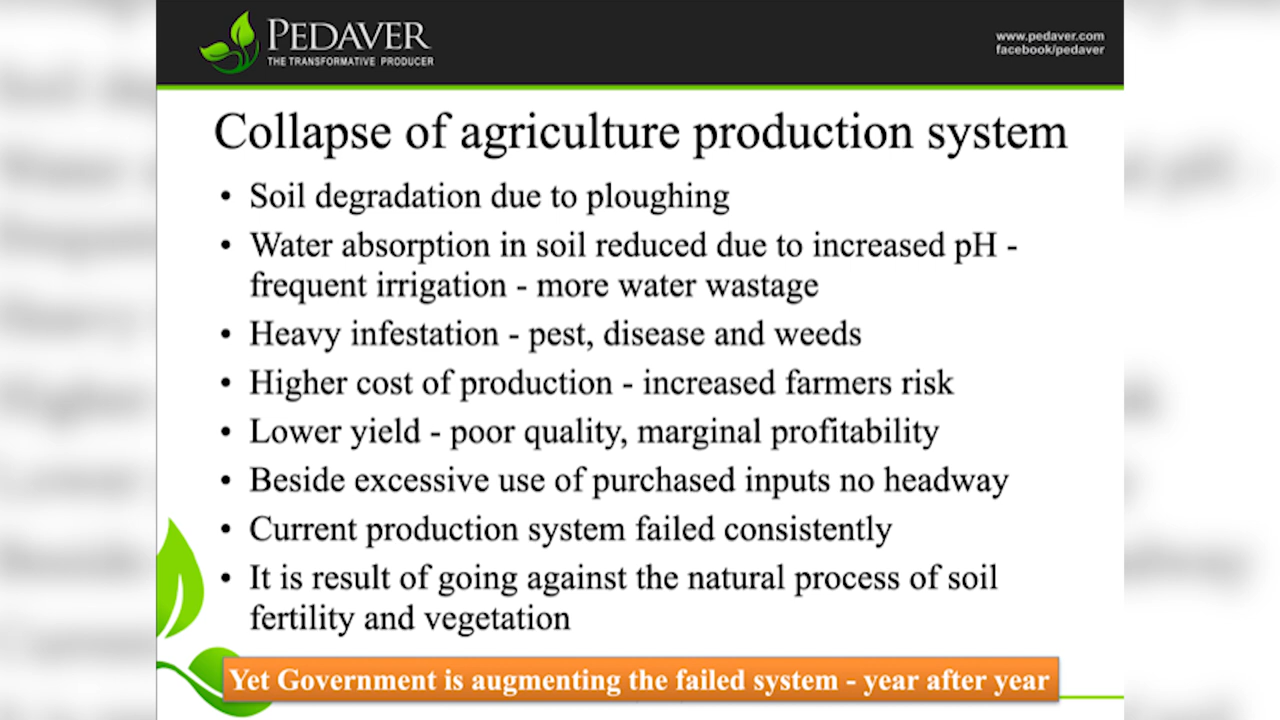 PEDAVER
THE TRANSFORMATIVE PRODUCER
www.pedaver.com
facebook/pedaver
Collapse of agriculture production system
• Soil degradation due to ploughing
• Water absorption in soil reduced due to increased pH -
frequent irrigation - more water wastage
• Heavy infestation - pest, disease and weeds
• Higher cost of production - increased farmers risk
• Lower yield - poor quality, marginal profitability
• Beside excessive use of purchased inputs no headway
• Current production system failed consistently
• It is result of going against the natural process of soil
fertility and vegetation
Yet Government is augmenting the failed system - year after year